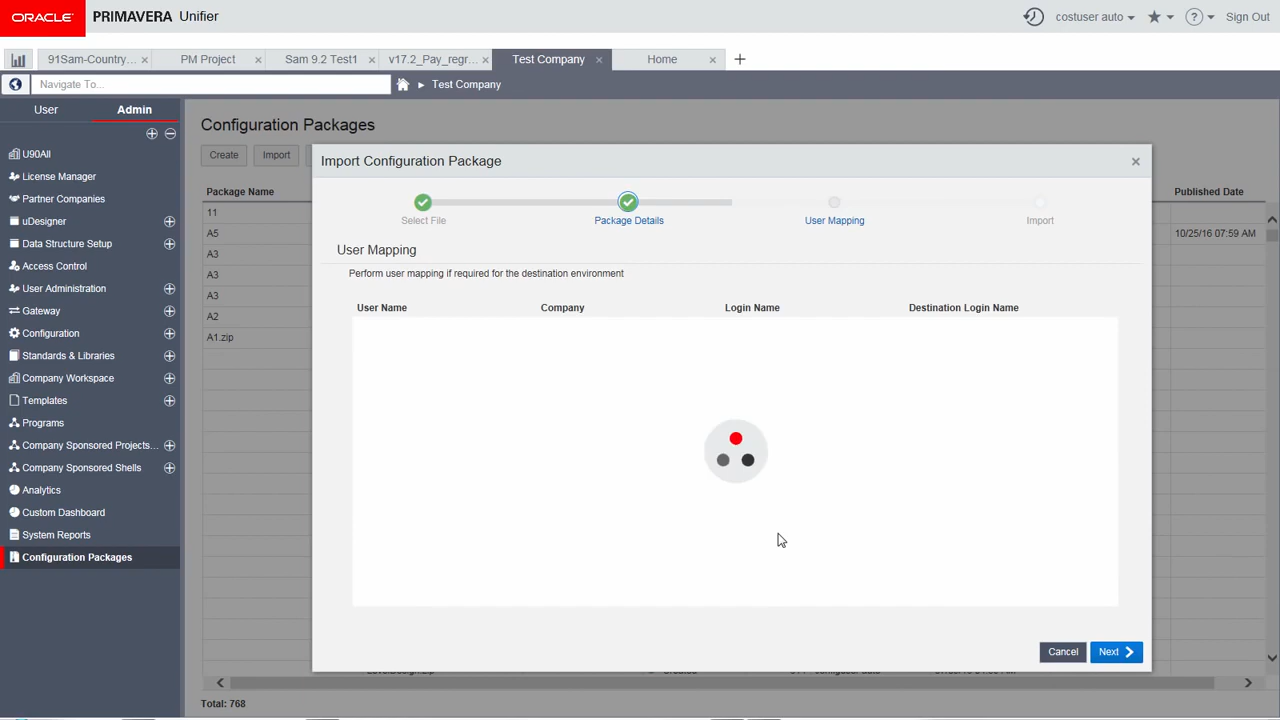 ORACLE PRIMAVERA Unifier costuser auto Sign Out
91Sam-Country... PM Project Sam 9.2 Test1 v17.2_Pay_regr... Test Company Home
Navigate To... Test Company
User Admin
U90All
License Manager
Partner Companies
uDesigner
Data Structure Setup
Access Control
User Administration
Gateway
Configuration
Standards & Libraries
Company Workspace
Templates
Programs
Company Sponsored Projects...
Company Sponsored Shells
Analytics
Custom Dashboard
System Reports
Configuration Packages
Configuration Packages
Create Import
Package Name Published Date
11
A5 10/25/16 07:59 AM
A3
A3
A3
A2
A1.zip
Total: 768
Import Configuration Package
Select File Package Details User Mapping Import
User Mapping
Perform user mapping if required for the destination environment
User Name Company Login Name Destination Login Name
Cancel Next